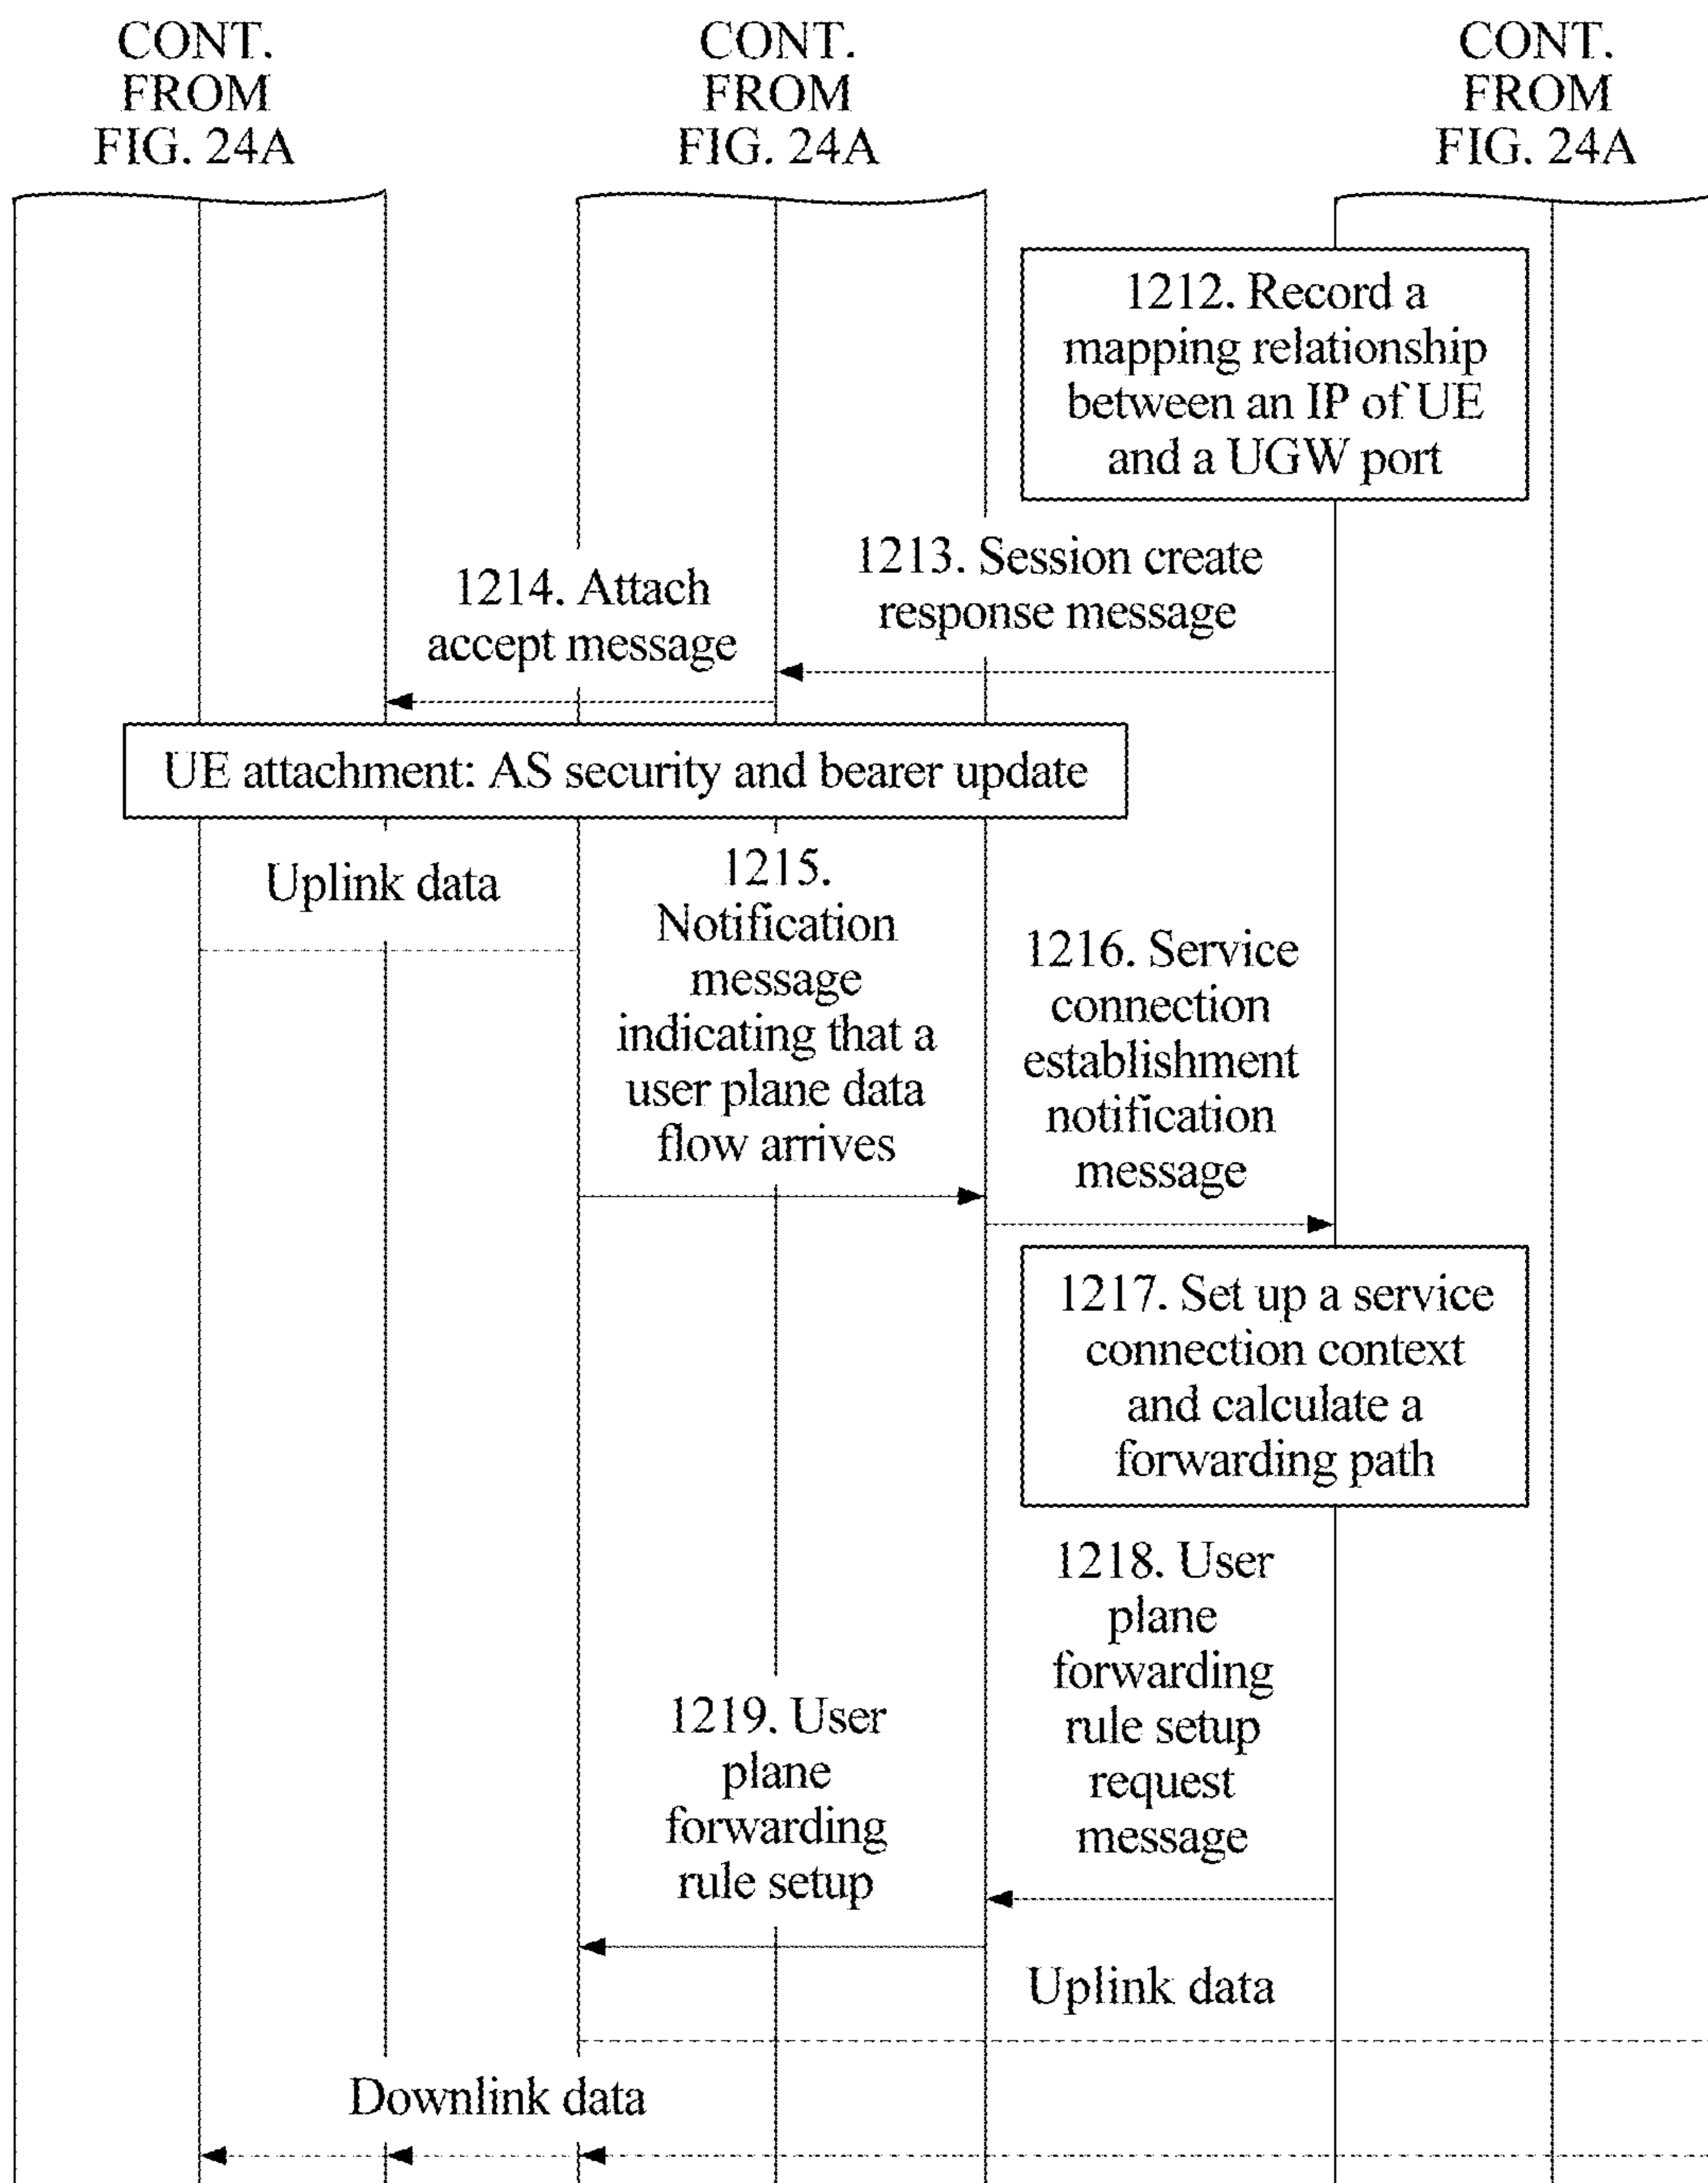 CONT.
FROM
FIG. 24A
CONT.
FROM
FIG. 24A
CONT.
FROM
FIG. 24A
1212. Record a
mapping relationship
between an IP of UE
and a UGW port
1213. Session create
response message
1214. Attach
accept message
UE attachment: AS security and bearer update
Uplink data
1215.
Notification
message
indicating that a
user plane data
flow arrives
1216. Service
connection
establishment
notification
message
1217. Set up a service
connection context
and calculate a
forwarding path
1218. User
plane
forwarding
rule setup
request
message
1219. User
plane
forwarding
rule setup
Uplink data
Downlink data